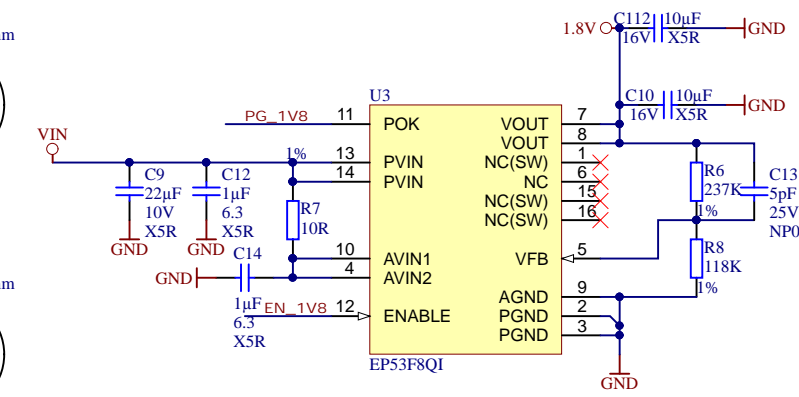 m
C112
10µF
1.8V
16V
X5R
GND
U3
C10
10µF
16V
X5R
GND
PG_1V8
11
POK
VOUT
7
VOUT
8
VIN
1%
13
PVIN
NC(SW)
1
14
PVIN
NC
6
NC(SW)
15
NC(SW)
16
C9
22µF
10V
X5R
GND
C12
1µF
6.3
X5R
GND
R7
10R
R6
237K
1%
C13
5pF
25V
NP0
10
AVIN1
VFB
5
4
AVIN2
R8
118K
1%
C14
GND
1µF
6.3
X5R
EN_1V8
12
ENABLE
AGND
9
PGND
2
PGND
3
EP53F8QI
GND
m